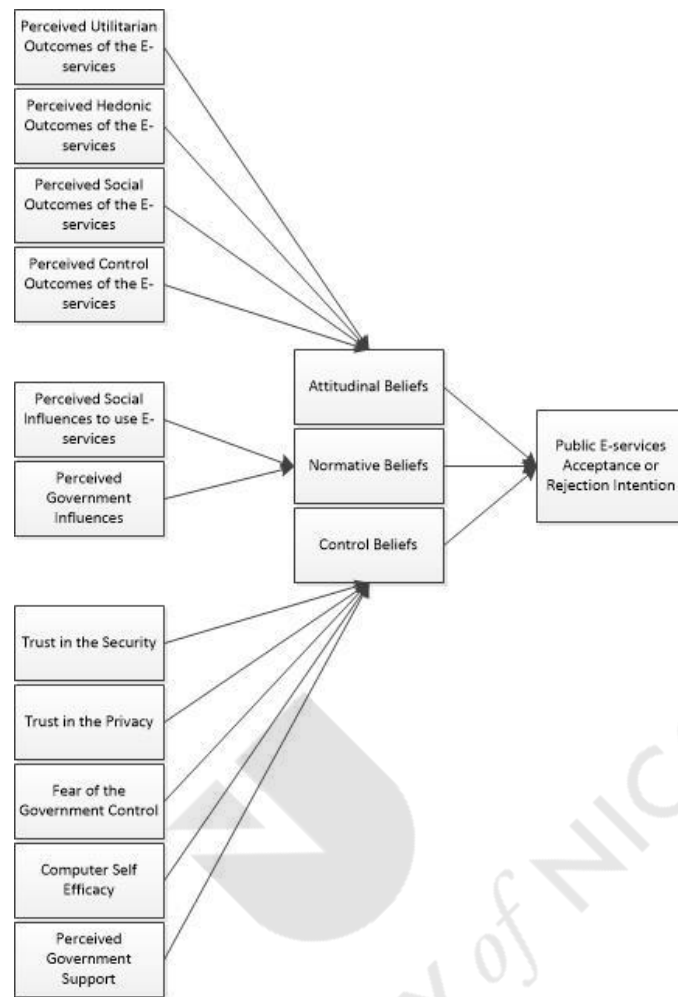 Perceived Utilitarian
Outcomes of the E-
services
Perceived Hedonic
Outcomes of the E-
services
Perceived Social
Outcomes of the E-
services
Perceived Control
Outcomes of the E-
services
Perceived Social
Influences to use E-
services
Perceived
Government
Influences
Attitudinal Beliefs
Normative Beliefs
Control Beliefs
Public E-services
Acceptance or
Rejection Intention
Trust in the Security
Trust in the Privacy
Fear of the
Government Control
Computer Self
Efficacy
Perceived
Government
Support
of